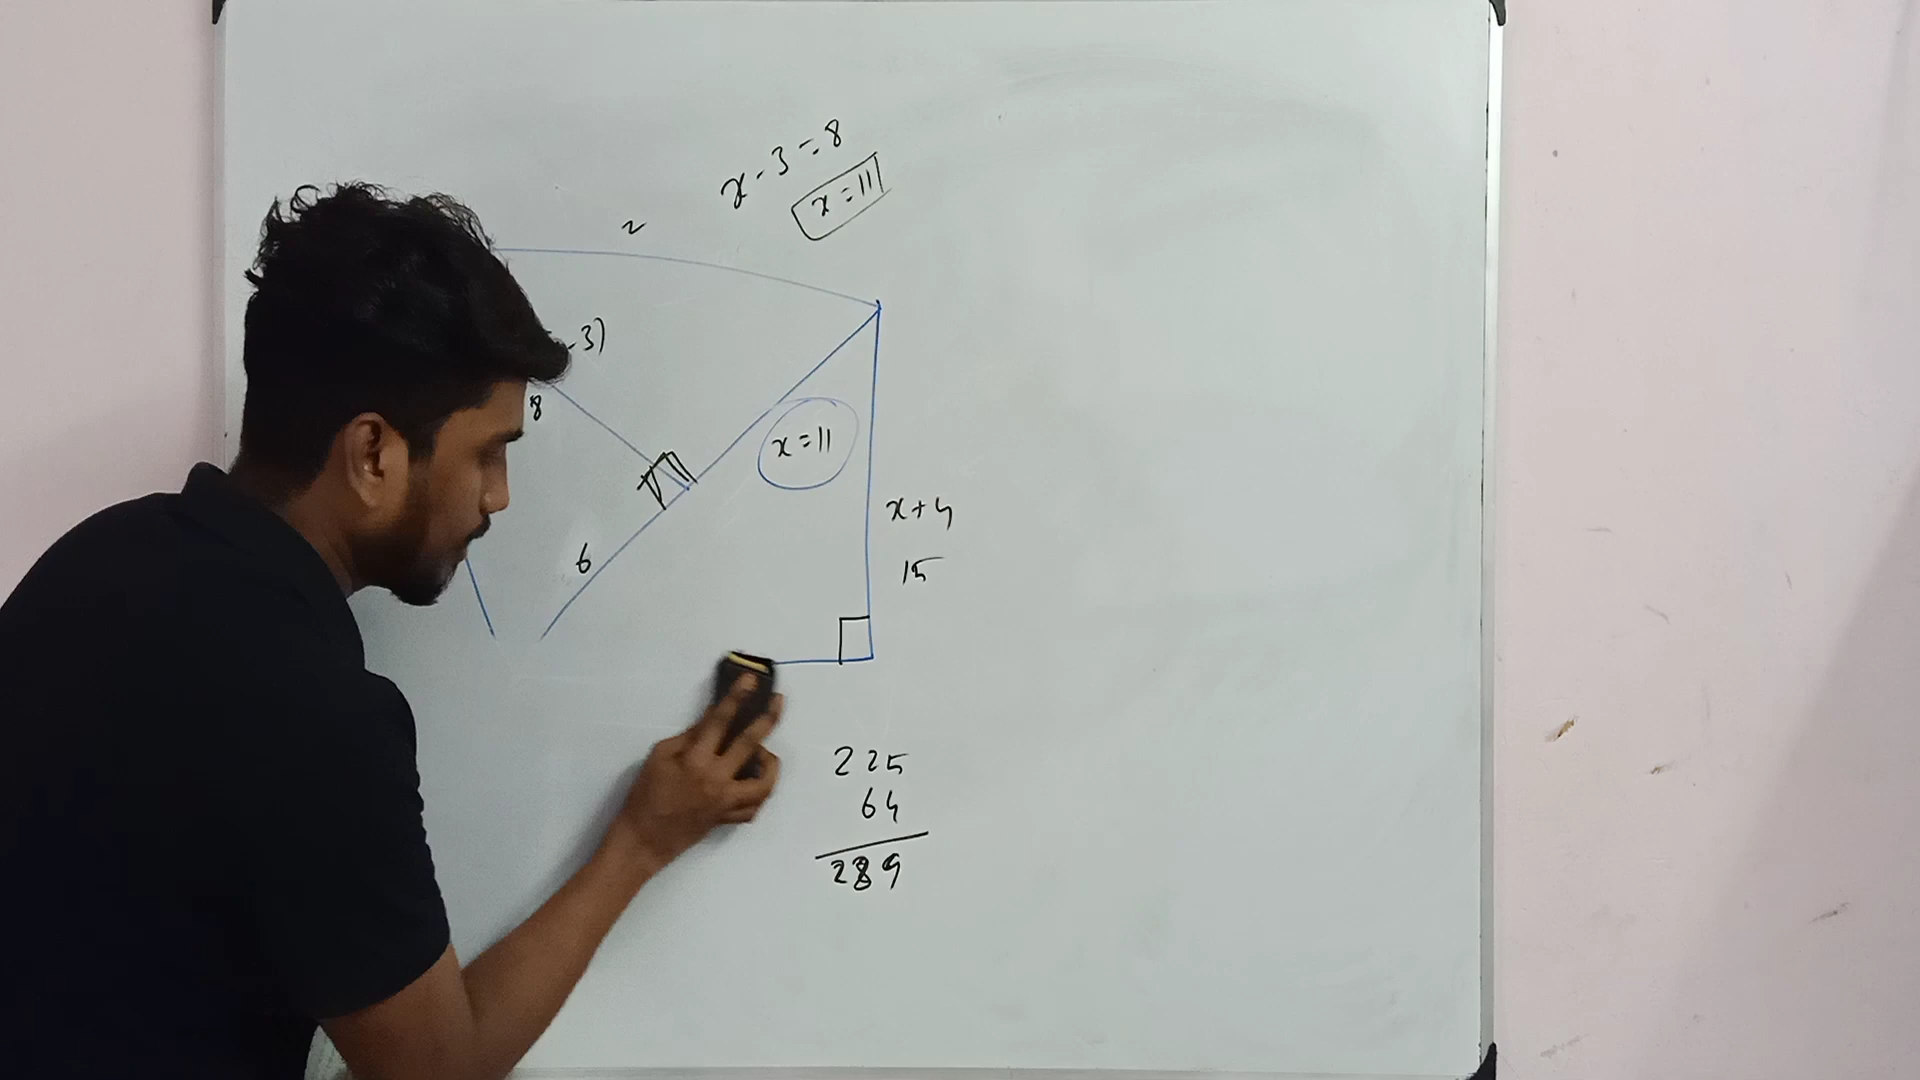 x - 3 = 8
x = 11
2
- 3)
8
x = 11
6
x + 4
15
225
64
289